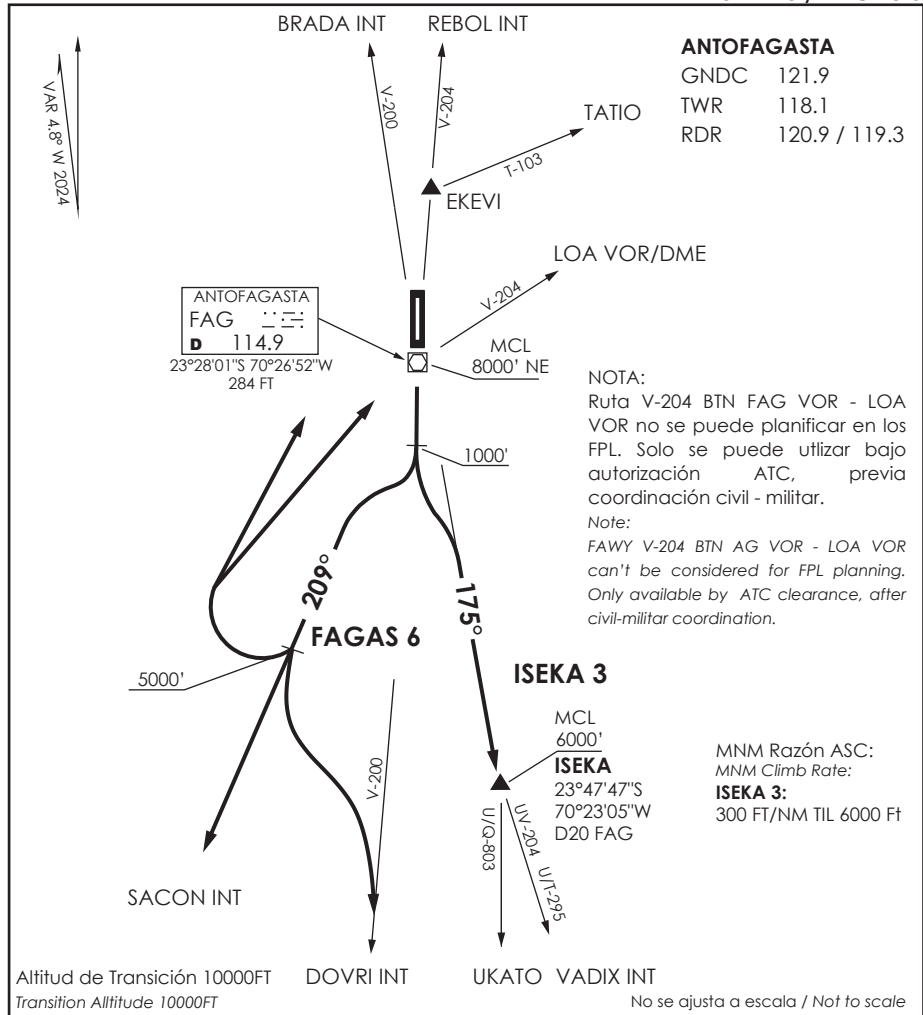 BRADA INT
REBOL INT
ANTOFAGASTA
GNDC 121.9
TWR 118.1
RDR 120.9 / 119.3
VAR 4.8° W 2024
V-200
V-204
TATIO
T-103
EKEVI
LOA VOR/DME
V-204
ANTOFAGASTA
FAG
D 114.9
23°28'01"S 70°26'52"W
284 FT
MCL
8000' NE
NOTA:
Ruta V-204 BTN FAG VOR - LOA
VOR no se puede planificar en los
FPL. Solo se puede utlizar bajo
autorización ATC, previa
coordinación civil - militar.
Note:
FAWY V-204 BTN AG VOR - LOA VOR
can't be considered for FPL planning.
Only available by ATC clearance, after
civil-militar coordination.
1000'
209°
175°
FAGAS 6
ISEKA 3
5000'
MCL
6000'
ISEKA
23°47'47"S
70°23'05"W
D20 FAG
MNM Razón ASC:
MNM Climb Rate:
ISEKA 3:
300 FT/NM TIL 6000 Ft
V-200
U/Q-803
UV-204
U/T-295
SACON INT
DOVRI INT
UKATO
VADIX INT
Altitud de Transición 10000FT
Transition Alltitude 10000FT
No se ajusta a escala / Not to scale